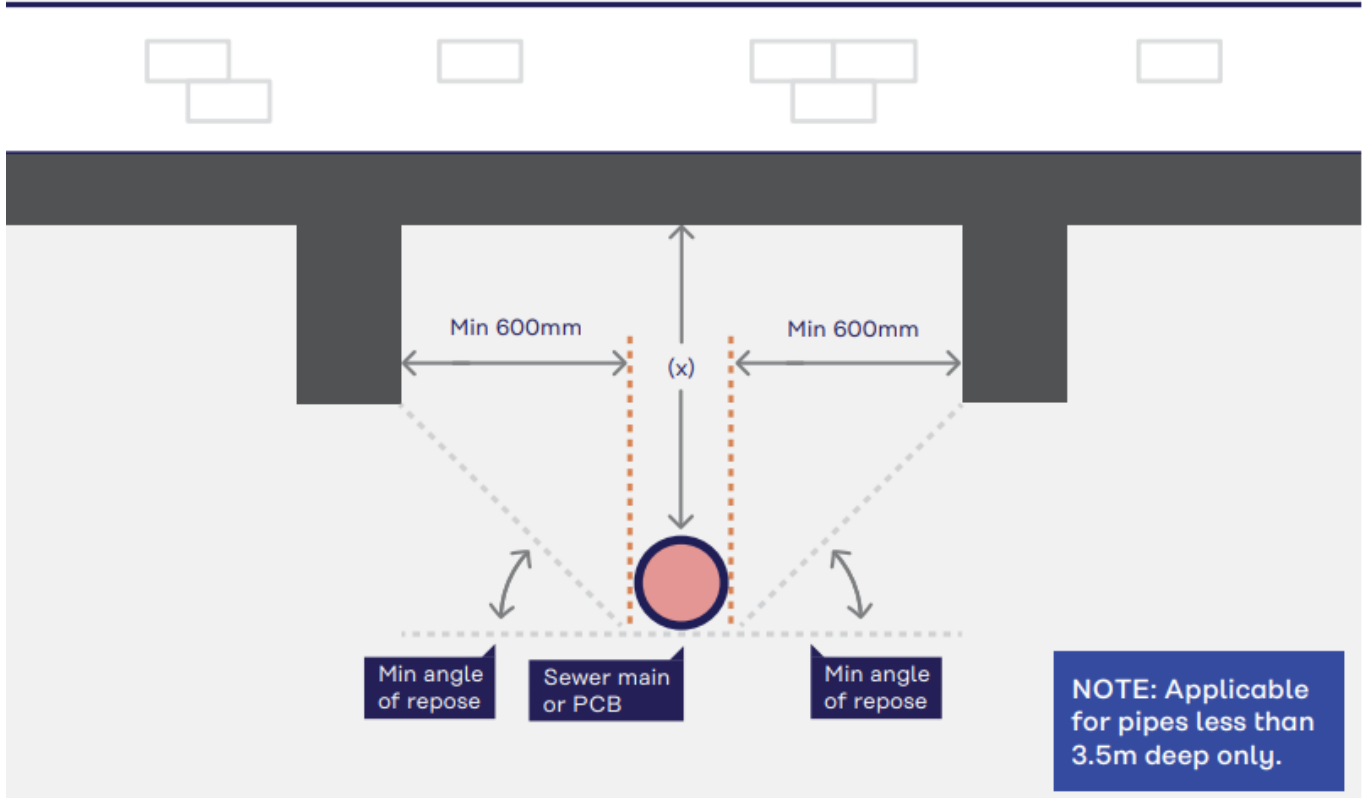 Min 600mm
Min 600mm
(x)
Min angle
of repose
Sewer main
or PCB
Min angle
of repose
NOTE: Applicable
for pipes less than
3.5m deep only.